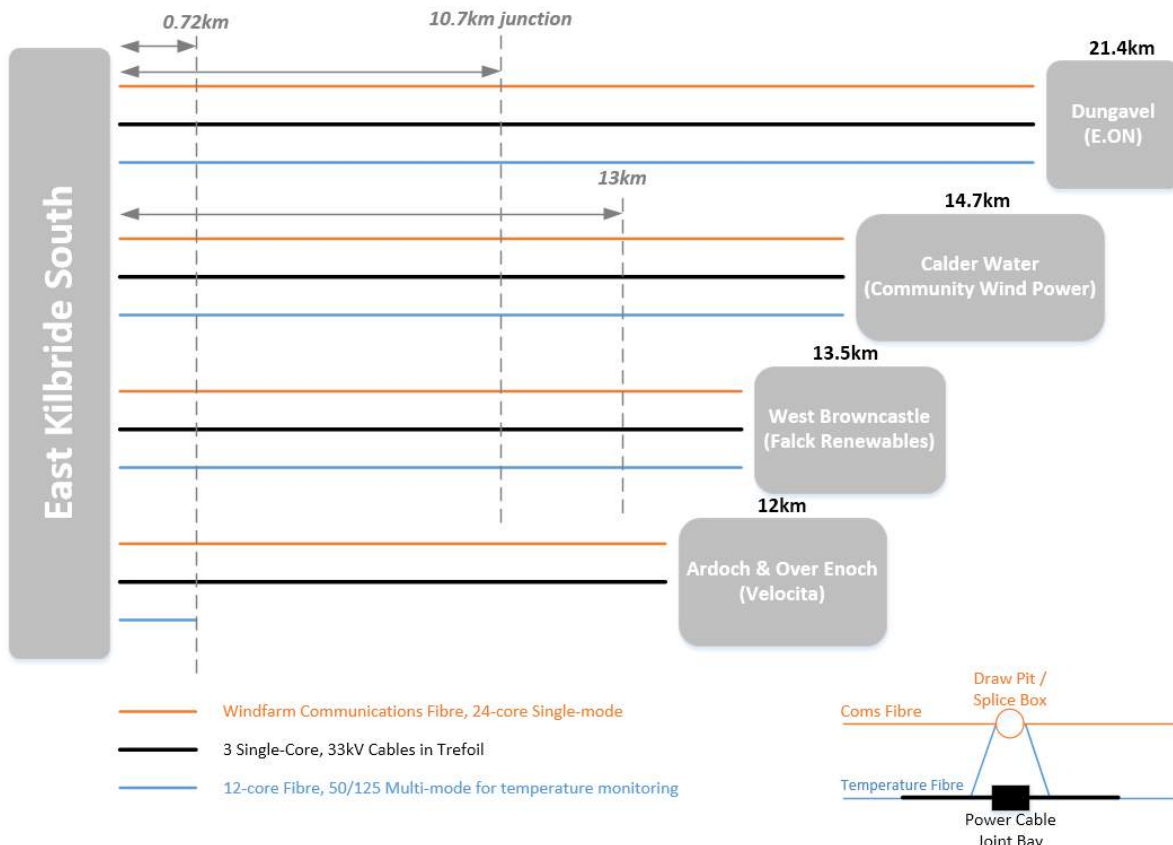 0.72km
10.7km junction
21.4km
Dungavel
(E.ON)
13km
14.7km
East Kilbride South
Calder Water
(Community Wind Power)
13.5km
West Browncastle
(Falck Renewables)
12km
Ardoch & Over Enoch
(Velocita)
Windfarm Communications Fibre, 24-core Single-mode
3 Single-Core, 33kV Cables in Trefoil
12-core Fibre, 50/125 Multi-mode for temperature monitoring
Draw Pit /
Splice Box
Coms Fibre
Temperature Fibre
Power Cable
Joint Bay